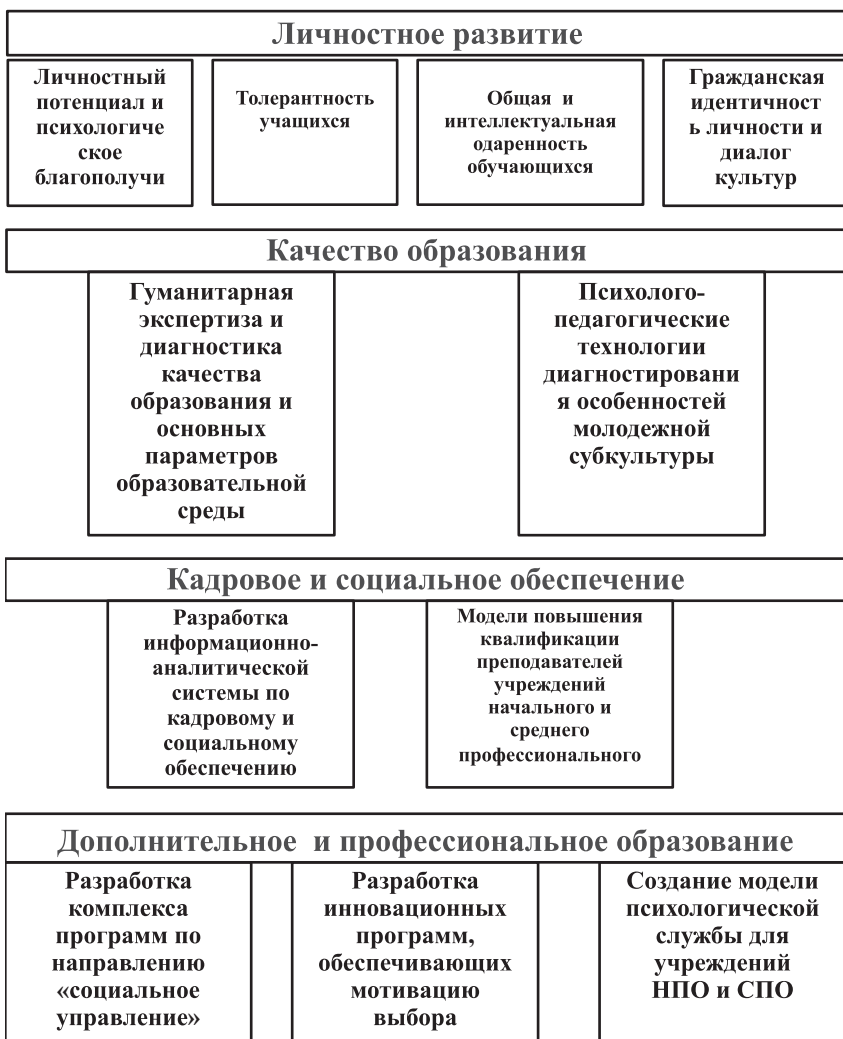 Личностное развитие
Личностный
потенциал и
психологиче
ское
благополучи
Толерантность
учащихся
Общая и
интеллектуальная
одаренность
обучающихся
Гражданская
идентичност
ь личности и
диалог
культур
Качество образования
Гуманитарная
экспертиза и
диагностика
качества
образования и
основных
параметров
образовательной
среды
Психолого-
педагогические
технологии
диагностировани
я особенностей
молодежной
субкультуры
Кадровое и социальное обеспечение
Разработка
информационно-
аналитической
системы по
кадровому и
социальному
обеспечению
Модели повышения
квалификации
преподавателей
учреждений
начального и
среднего
профессионального
Дополнительное и профессиональное образование
Разработка
комплекса
программ по
направлению
«социальное
управление»
Разработка
инновационных
программ,
обеспечивающих
мотивацию
выбора
Создание модели
психологической
службы для
учреждений
НПО и СПО